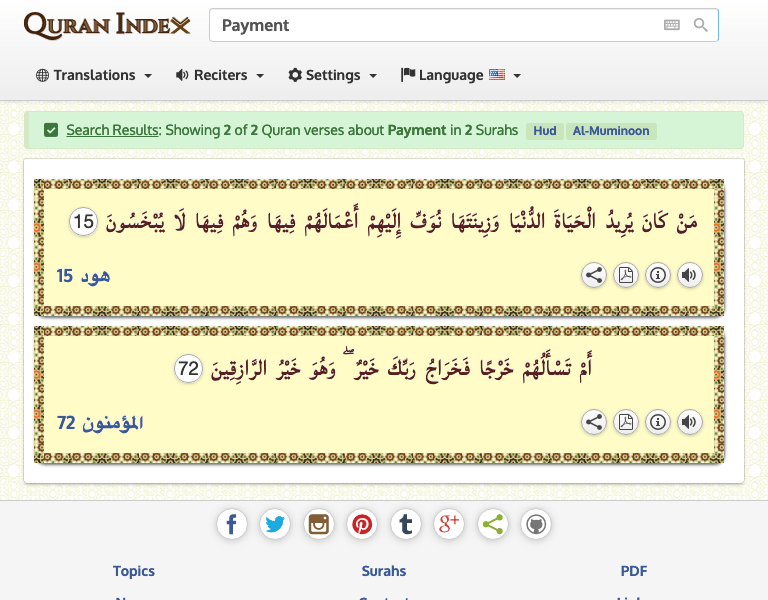 QURAN INDEX
Payment
Translations
Reciters
Settings
Language
Search Results: Showing 2 of 2 Quran verses about Payment in 2 Surahs Hud Al-Muminoon
مَنْ كَانَ يُرِيدُ الْحَيَاةَ الدُّنْيَا وَزِينَتَهَا نُوَفِّ إِلَيْهِمْ أَعْمَالَهُمْ فِيهَا وَهُمْ فِيهَا لَا يُبْخَسُونَ 15
هود 15
أَمْ تَسْأَلُهُمْ خَرْجًا فَخَرَاجُ رَبِّكَ خَيْرٌ ۖ وَهُوَ خَيْرُ الرَّازِقِينَ 72
المؤمنون 72
Topics Surahs PDF